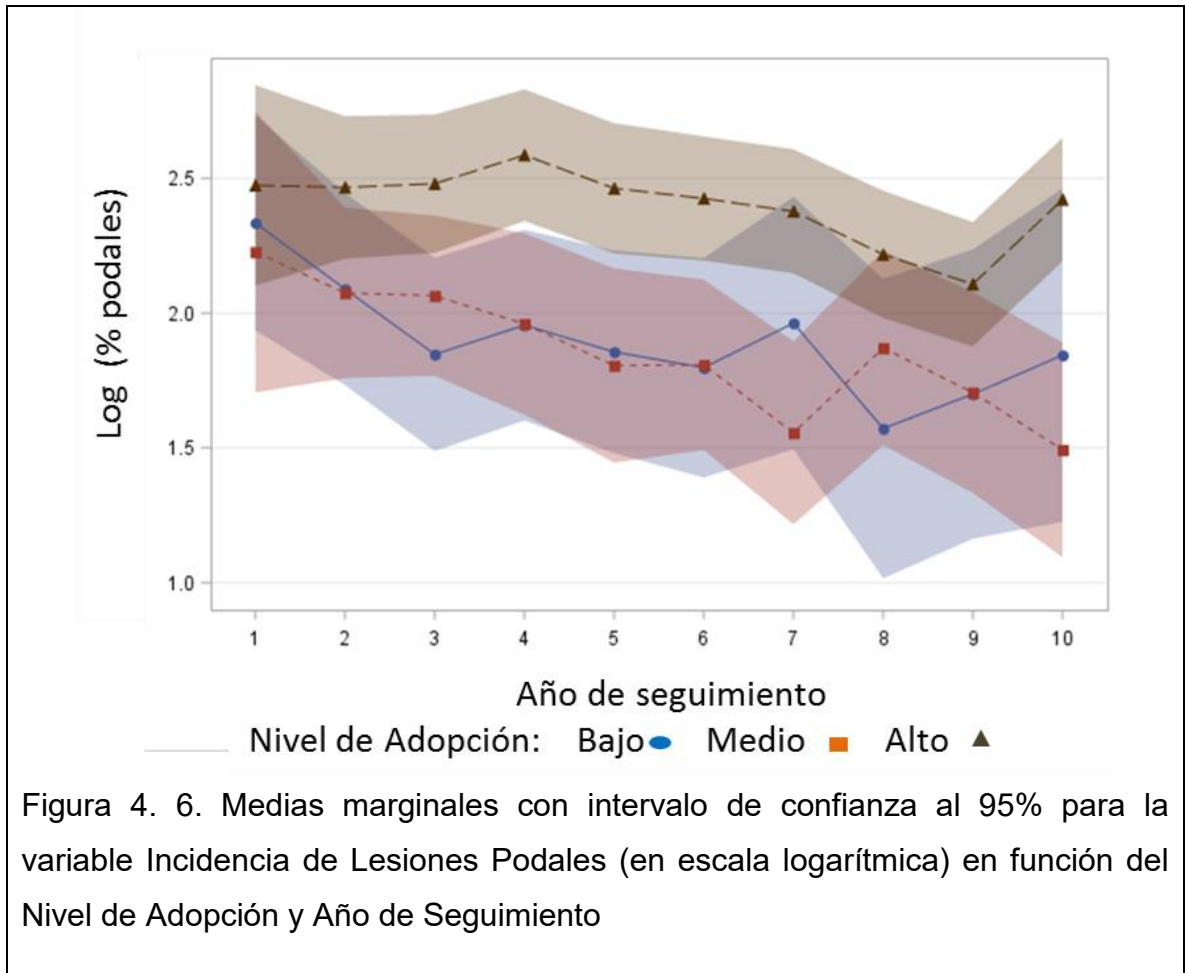 Log (% podales)
2.5
2.0
1.5
1.0
1 2 3 4 5 6 7 8 9 10
Año de seguimiento
Nivel de Adopción: Bajo Medio Alto
Figura 4. 6. Medias marginales con intervalo de confianza al 95% para la
variable Incidencia de Lesiones Podales (en escala logarítmica) en función del
Nivel de Adopción y Año de Seguimiento